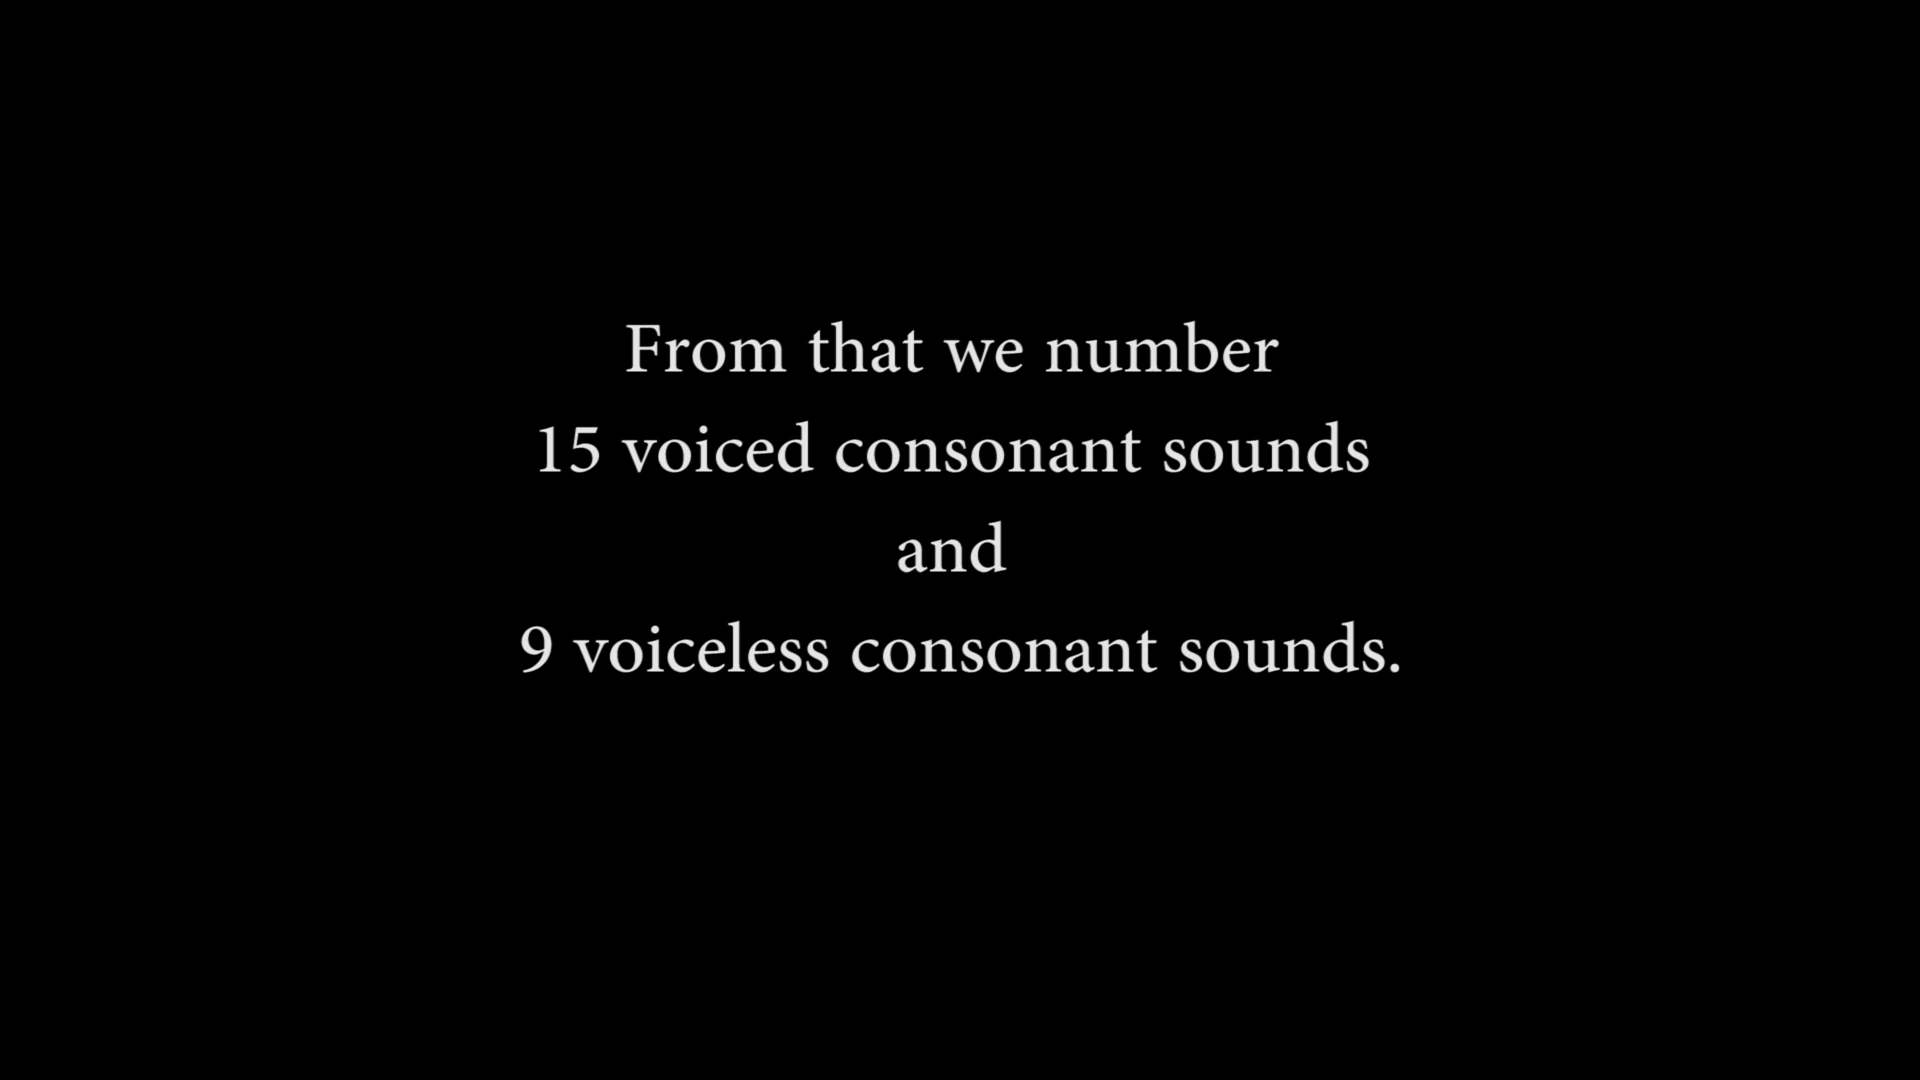 From that we number
15 voiced consonant sounds
and
9 voiceless consonant sounds.